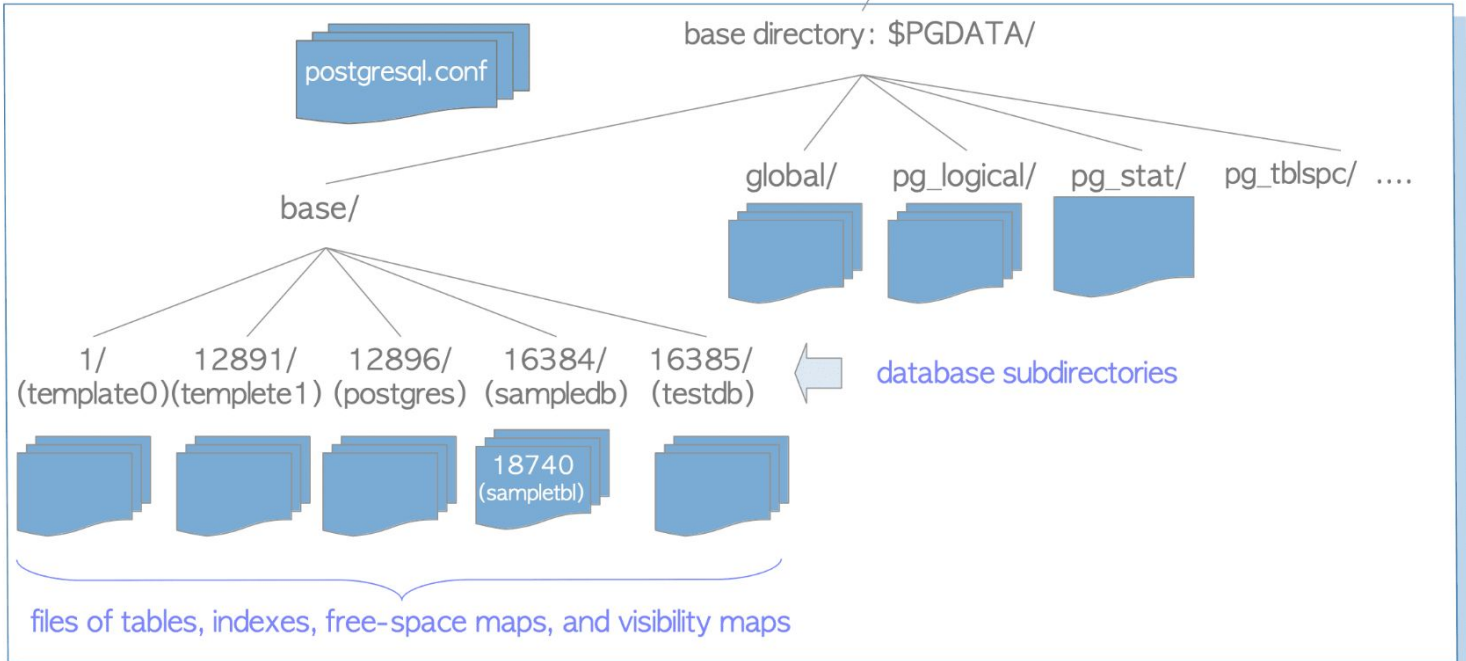 base directory: $PGDATA/
postgresql.conf
global/ pg_logical/ pg_stat/ pg_tblspc/ ....
base/
1/ 12891/ 12896/ 16384/ 16385/
(template0)(templete1) (postgres) (sampledb) (testdb)
database subdirectories
18740
(sampletbl)
files of tables, indexes, free-space maps, and visibility maps